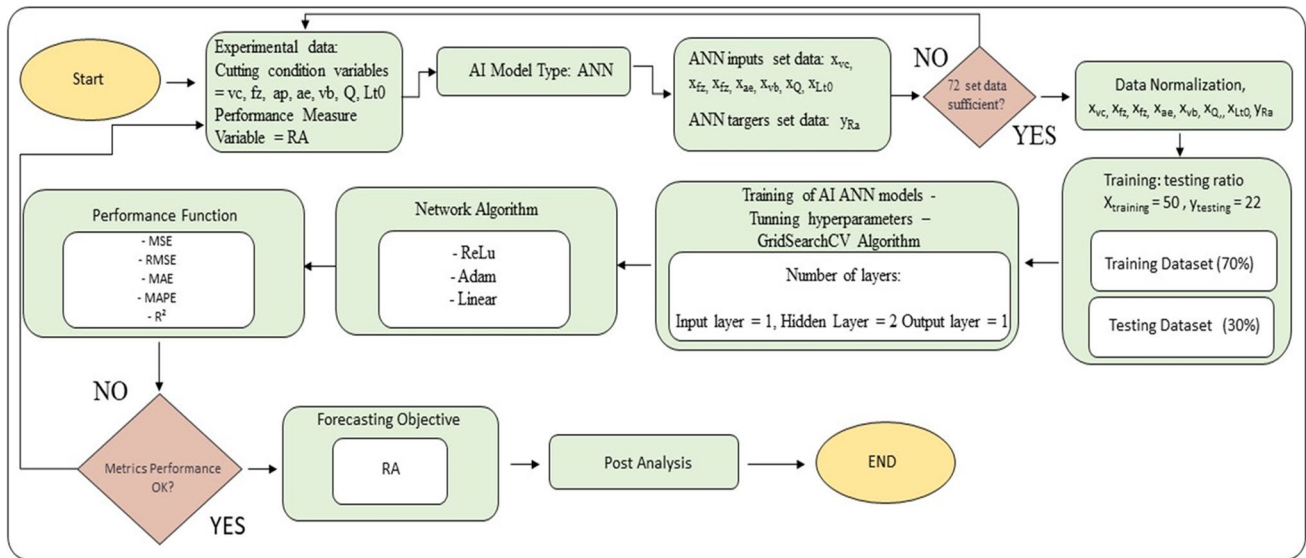 Start
Experimental data:
Cutting condition variables
= vc, fz, ap, ae, vb, Q, Lt0
Performance Measure
Variable = RA
AI Model Type: ANN
ANN inputs set data: xvc,
xfz, xfz, xae, xvb, xQ, xLt0
ANN targers set data: yRa
NO
72 set data
sufficient?
YES
Data Normalization,
xvc, xfz, xfz, xae, xvb, xQ,, xLt0, yRa
Training: testing ratio
Xtraining = 50 , ytesting = 22
Training Dataset (70%)
Testing Dataset (30%)
Training of AI ANN models -
Tunning hyperparameters –
GridSearchCV Algorithm
Number of layers:
Input layer = 1, Hidden Layer = 2 Output layer = 1
Network Algorithm
- ReLu
- Adam
- Linear
Performance Function
- MSE
- RMSE
- MAE
- MAPE
- R²
NO
Metrics Performance
OK?
YES
Forecasting Objective
RA
Post Analysis
END